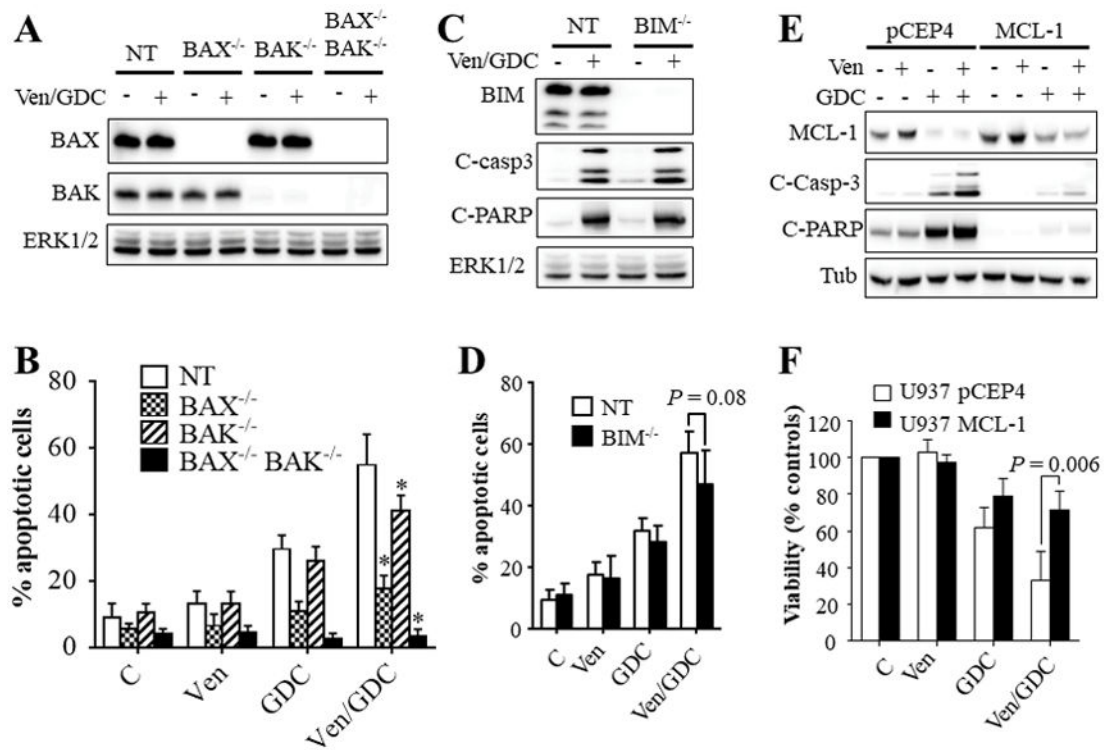 A
BAX⁻/⁻
NT BAX⁻/⁻ BAK⁻/⁻ BAK⁻/⁻
Ven/GDC - + - + - + - +
BAX
BAK
ERK1/2
B
NT
BAX⁻/⁻
BAK⁻/⁻
BAX⁻/⁻ BAK⁻/⁻
% apoptotic cells
80
60
40
20
0
* * *
C Ven GDC Ven/GDC
C
NT BIM⁻/⁻
Ven/GDC - + - +
BIM
C-casp3
C-PARP
ERK1/2
D
P = 0.08
NT
BIM⁻/⁻
% apoptotic cells
80
60
40
20
0
C Ven GDC Ven/GDC
E
pCEP4 MCL-1
Ven - + - + - + - +
GDC - - + + - - + +
MCL-1
C-Casp-3
C-PARP
Tub
F
U937 pCEP4
U937 MCL-1
P = 0.006
Viability (% controls)
120
100
80
60
40
20
0
C Ven GDC Ven/GDC